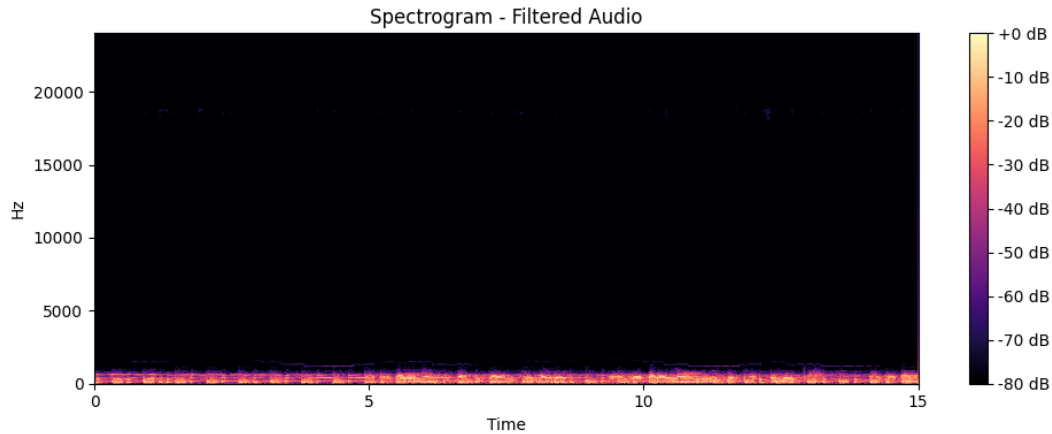 Spectrogram - Filtered Audio
+0 dB
20000
-10 dB
-20 dB
15000
-30 dB
Hz
-40 dB
10000
-50 dB
5000
-60 dB
-70 dB
0
-80 dB
0 5 10 15
Time